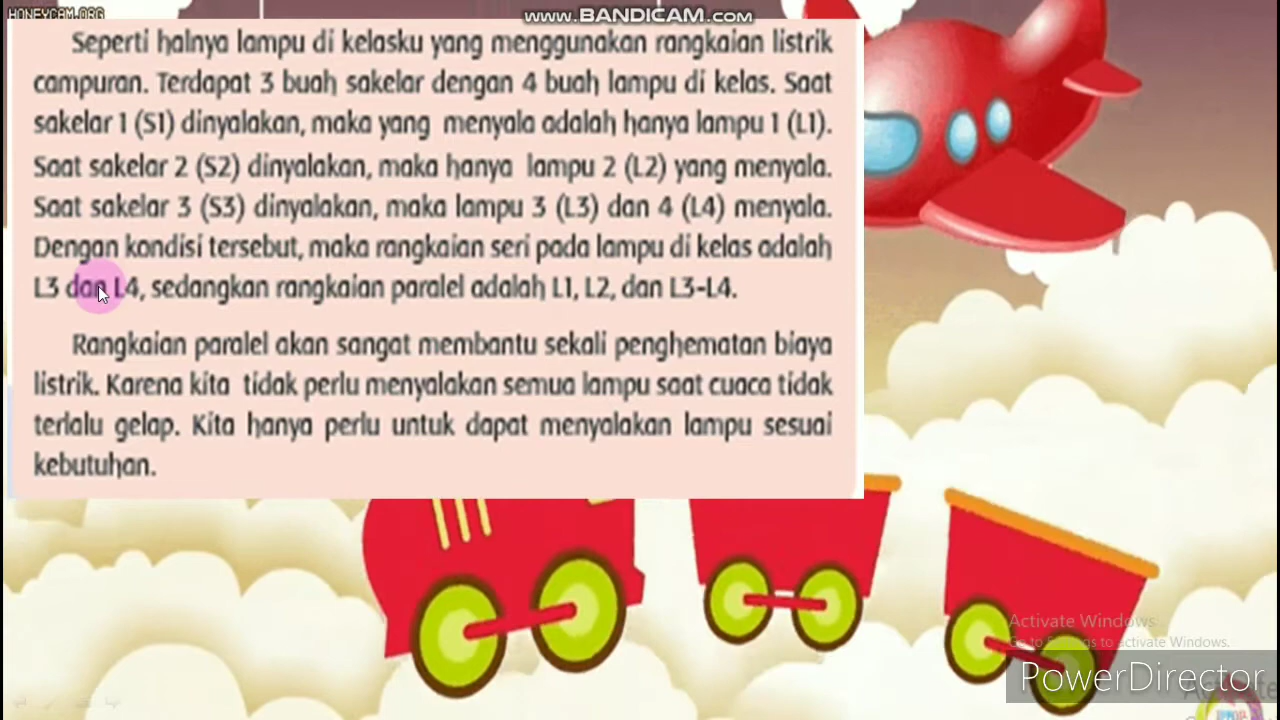 HONEYCAM.ORG
www.BANDICAM.com
Seperti halnya lampu di kelasku yang menggunakan rangkaian listrik
campuran. Terdapat 3 buah sakelar dengan 4 buah lampu di kelas. Saat
sakelar 1 (S1) dinyalakan, maka yang menyala adalah hanya lampu 1 (L1).
Saat sakelar 2 (S2) dinyalakan, maka hanya lampu 2 (L2) yang menyala.
Saat sakelar 3 (S3) dinyalakan, maka lampu 3 (L3) dan 4 (L4) menyala.
Dengan kondisi tersebut, maka rangkaian seri pada lampu di kelas adalah
L3 dan L4, sedangkan rangkaian paralel adalah L1, L2, dan L3-L4.
Rangkaian paralel akan sangat membantu sekali penghematan biaya
listrik. Karena kita tidak perlu menyalakan semua lampu saat cuaca tidak
terlalu gelap. Kita hanya perlu untuk dapat menyalakan lampu sesuai
kebutuhan.
Activate Windows
Go to Settings to activate Windows.
PowerDirector